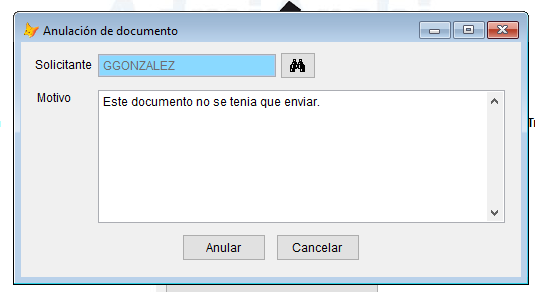 Anulación de documento
Solicitante GGONZALEZ
Motivo Este documento no se tenia que enviar.
Anular Cancelar